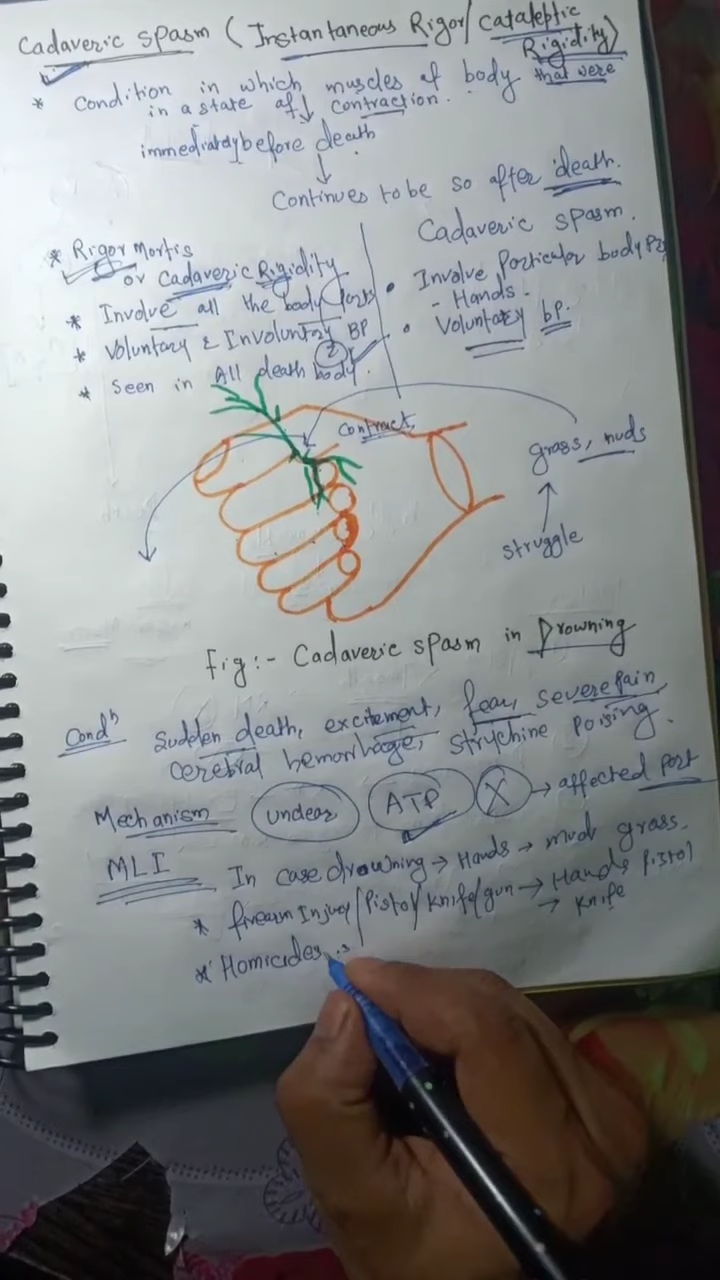 Cadaveric spasm (Instantaneous Rigor/Cataleptic
Rigidity)
* Condition in which muscles of body that were
in a state of contraction.
immediately before death
Continues to be so after death.
* Rigor Mortis
or Cadaveric Rigidity
* Involve all the body parts
* Voluntary & Involuntry BP
* Seen in All death body.
2
Cadaveric spasm.
• Involve Particular body P
- Hands.
• Voluntary bp.
Contract,
grass, muds
struggle
Fig:- Cadaveric spasm in Drowning
Condn Sudden death, excitement, fear, severe pain,
cerebral hemorrhage, strychine poising.
Mechanism unclear ATP X → affected Part
MLI In case drowning → Hands → mud grass.
* firearm Injury/Pistol/knife/gun → Hands Pistol
→ knife
* Homicides